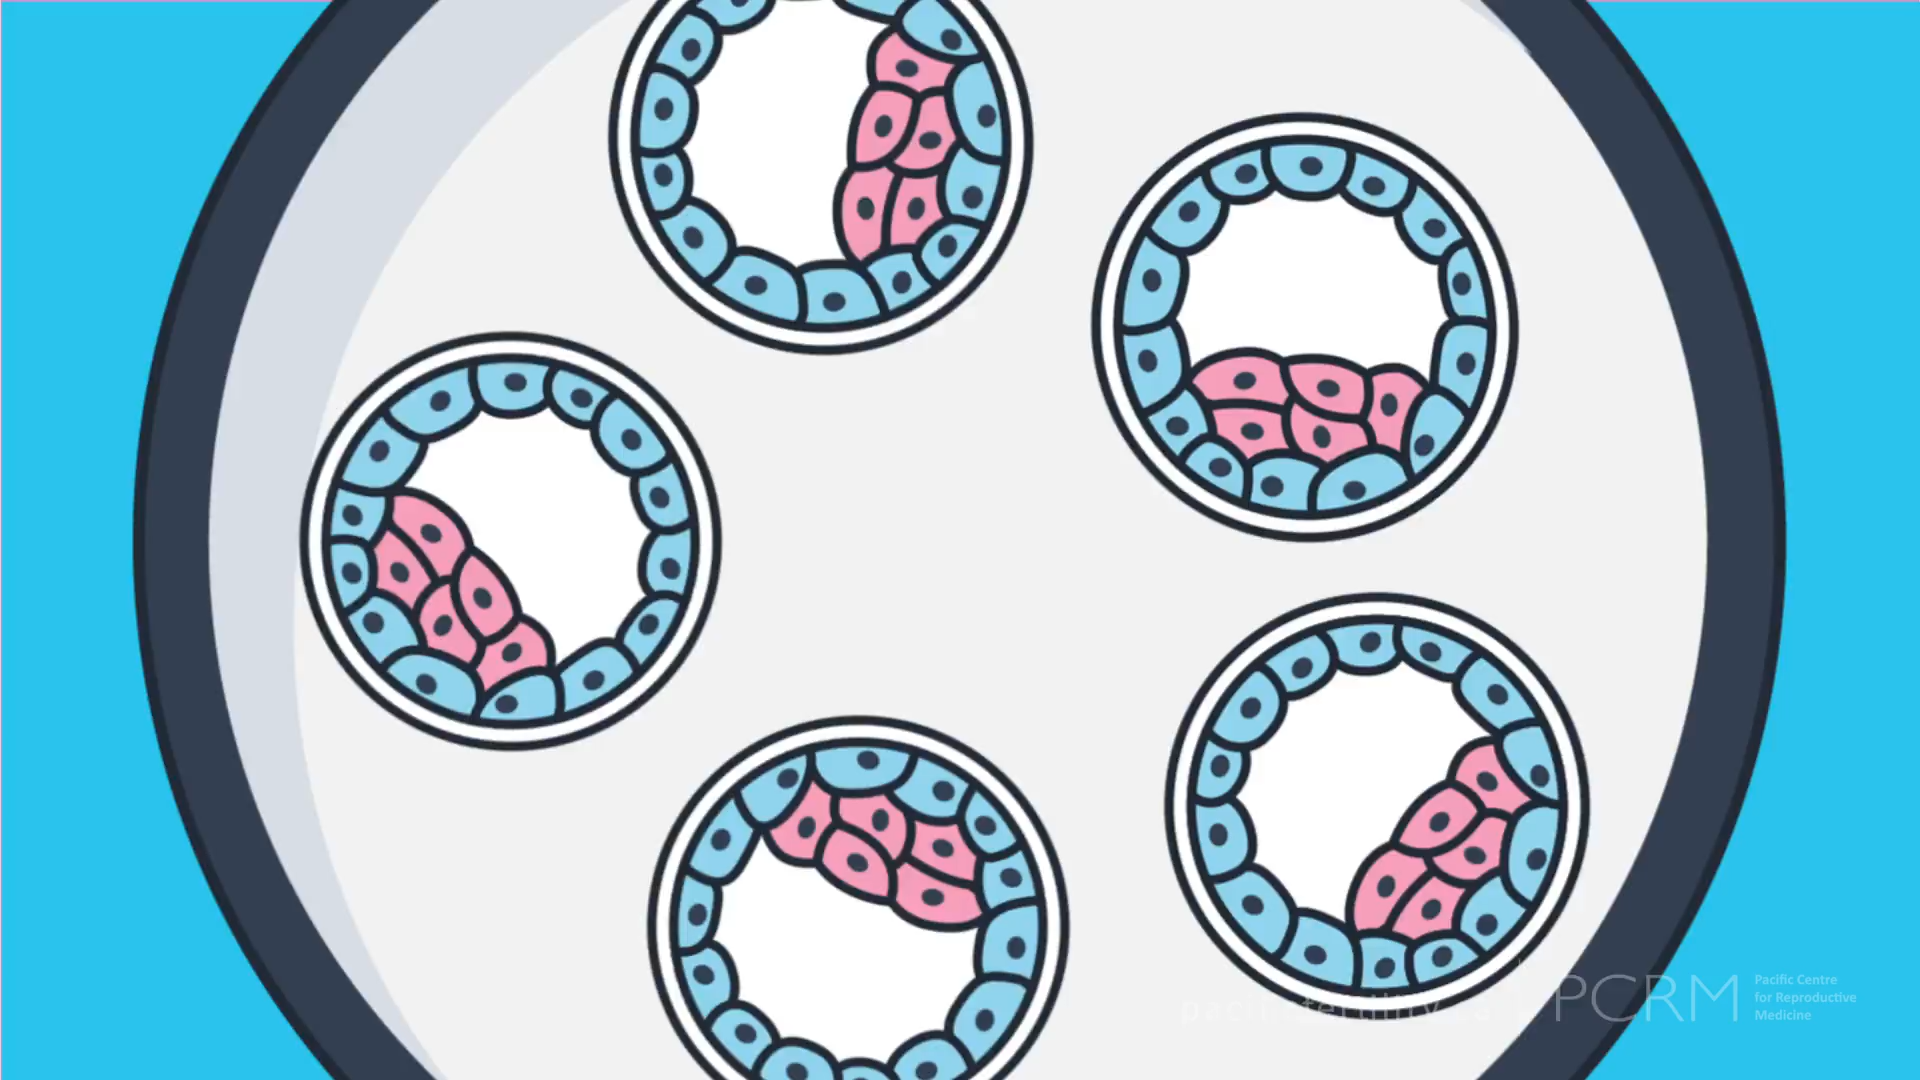 PCRM
Pacific Centre
for Reproductive
Medicine